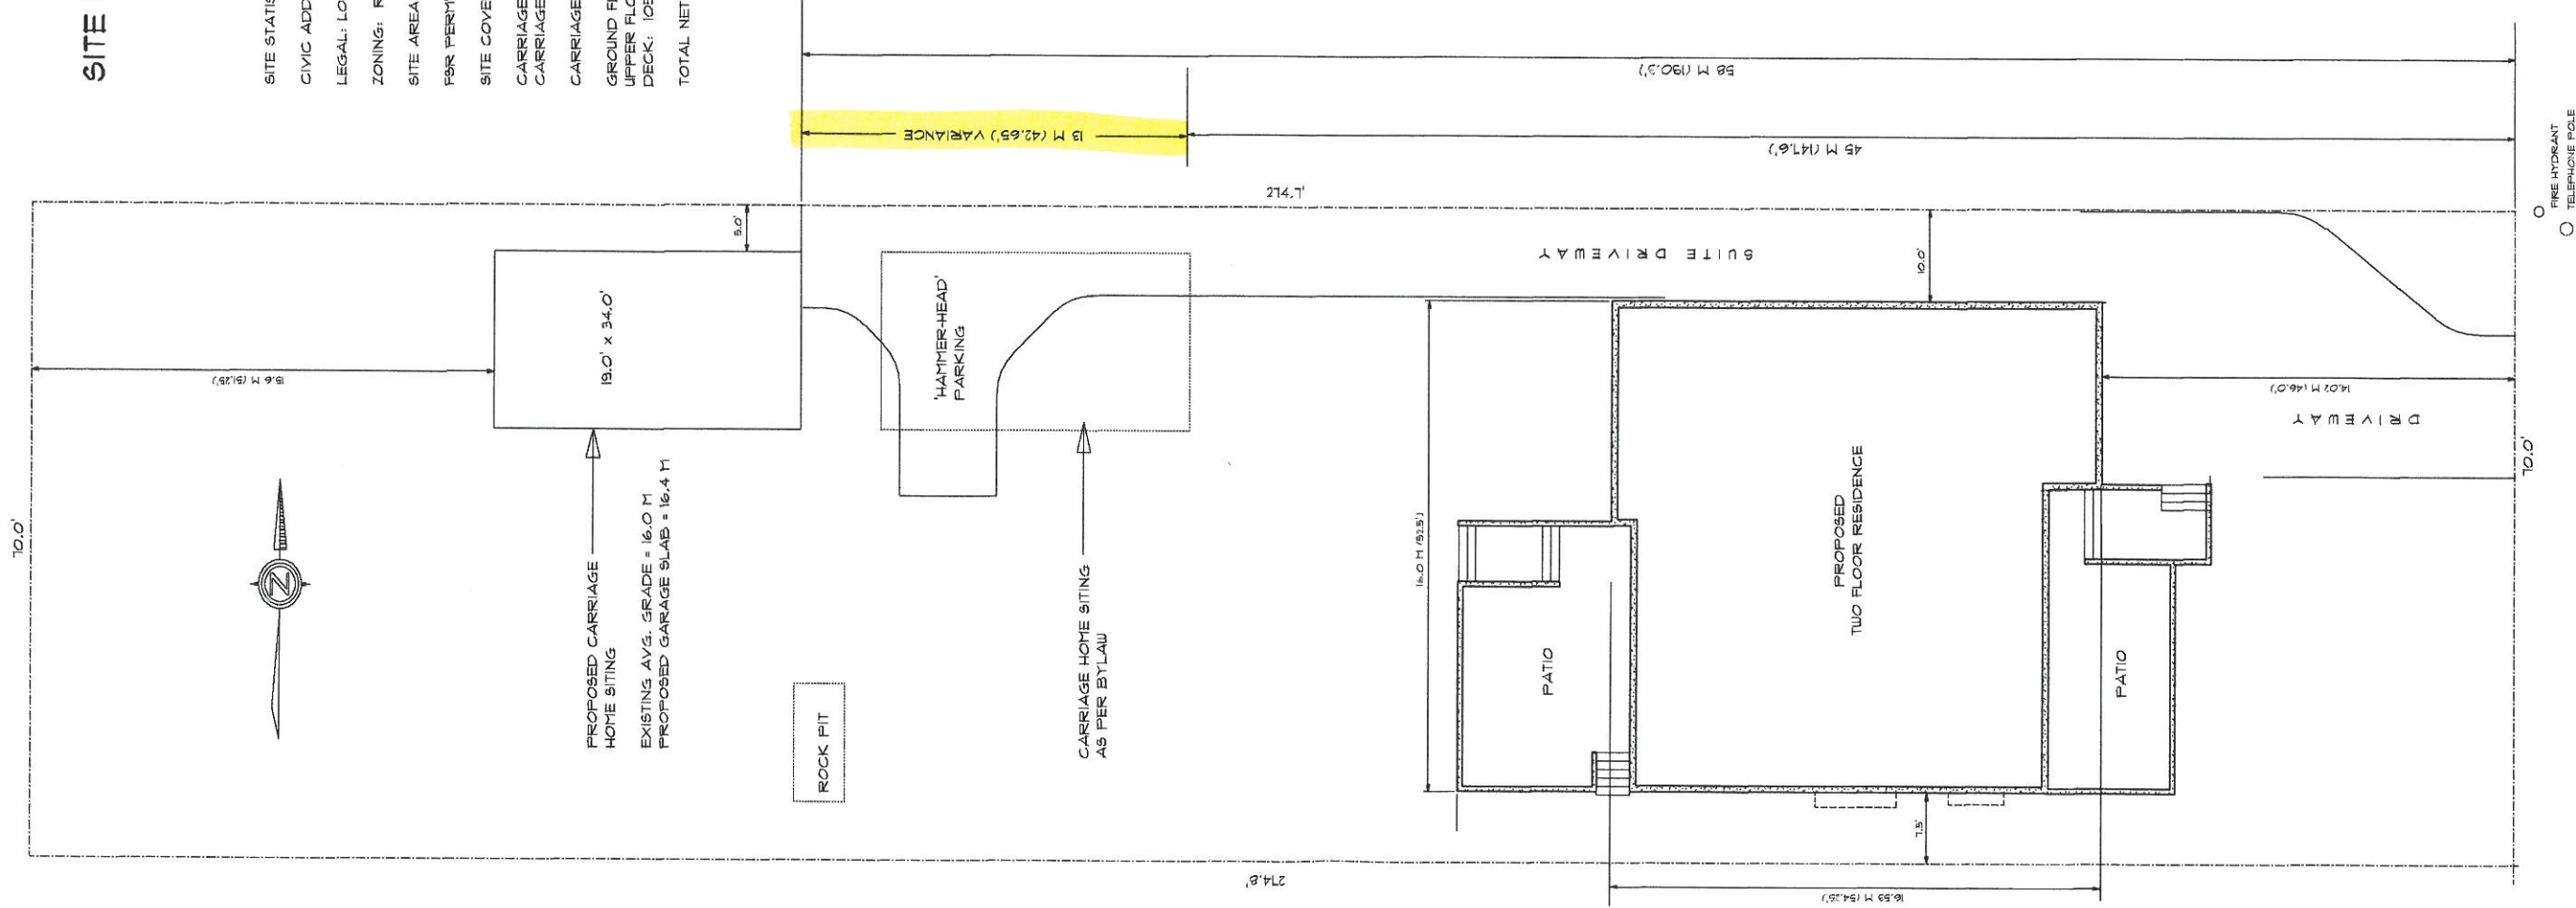 SITE
SITE STATIS
CIVIC ADD
LEGAL: LO
ZONING: R
SITE AREA
FSR PERM
SITE COVE
CARRIAGE
CARRIAGE
CARRIAGE
GROUND F
UPPER FLO
DECK: 105
TOTAL NET
58 M (190.3')
13 M (42.65') VARIANCE
45 M (147.6')
274.7'
FIRE HYDRANT
TELEPHONE POLE
5.0'
SUITE DRIVEWAY
10.0'
19.0' x 34.0'
'HAMMER-HEAD'
PARKING
15.6 M (51.25')
14.02 M (46.0')
DRIVEWAY
70.0'
70.0'
N
PROPOSED CARRIAGE
HOME SITING
EXISTING AVG. GRADE = 16.0 M
PROPOSED GARAGE SLAB = 16.4 M
ROCK PIT
CARRIAGE HOME SITING
AS PER BYLAW
16.0 M (52.5')
PATIO
PROPOSED
TWO FLOOR RESIDENCE
PATIO
7.5'
274.8'
16.53 M (54.25')